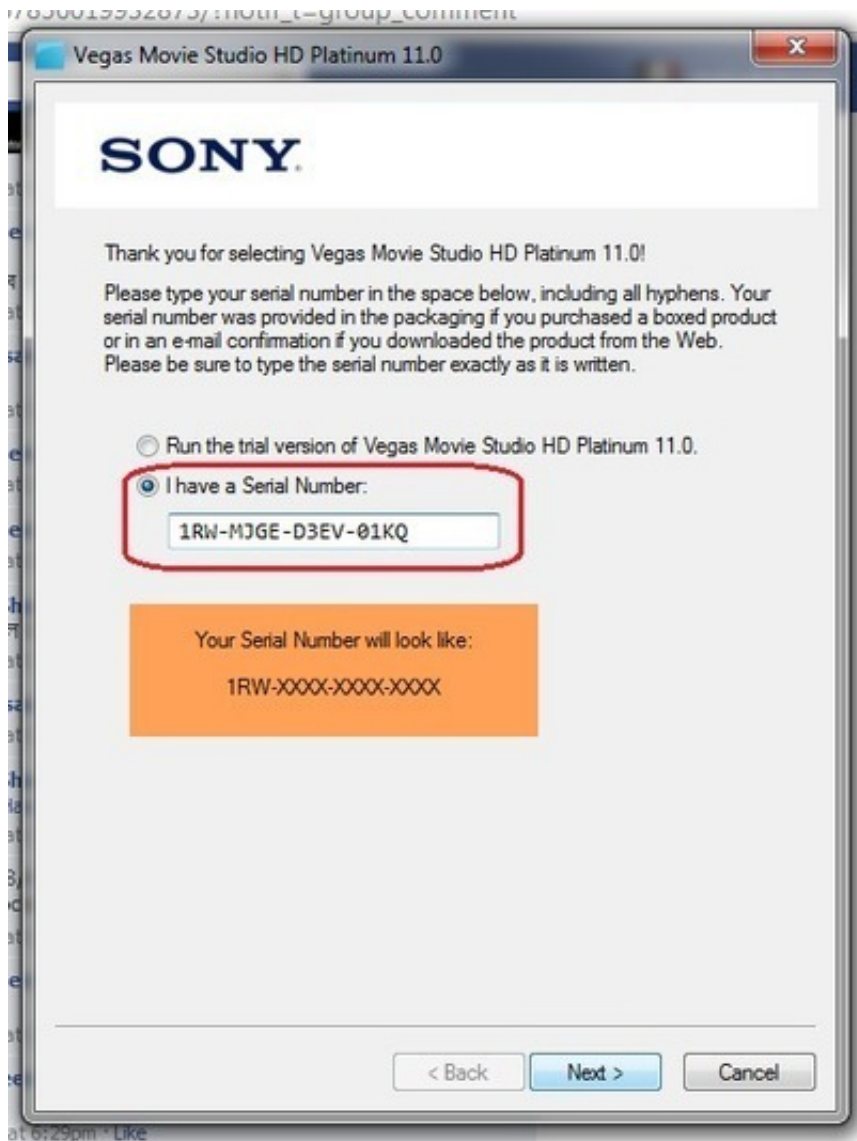 Vegas Movie Studio HD Platinum 11.0
SONY
Thank you for selecting Vegas Movie Studio HD Platinum 11.0!
Please type your serial number in the space below, including all hyphens. Your
serial number was provided in the packaging if you purchased a boxed product
or in an e-mail confirmation if you downloaded the product from the Web.
Please be sure to type the serial number exactly as it is written.
Run the trial version of Vegas Movie Studio HD Platinum 11.0.
I have a Serial Number:
1RW-MJGE-D3EV-01KQ
Your Serial Number will look like:
1RW-XXXX-XXXX-XXXX
< Back
Next >
Cancel
at 6:29pm · Like